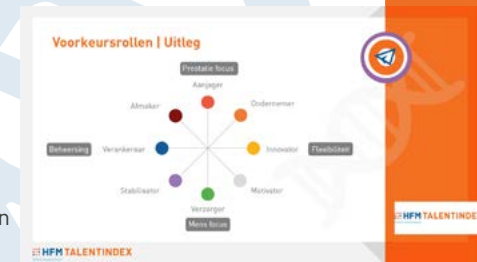 Voorkeursrollen | Uitleg
Prestatie focus
Aanjager
Afmaker
Ondernemer
Beheersing
Verankeraar
Innovator
Flexibiliteit
Stabilisator
Motivator
Verzorger
Mens focus
n
HFM TALENTINDEX
HFM TALENTINDE